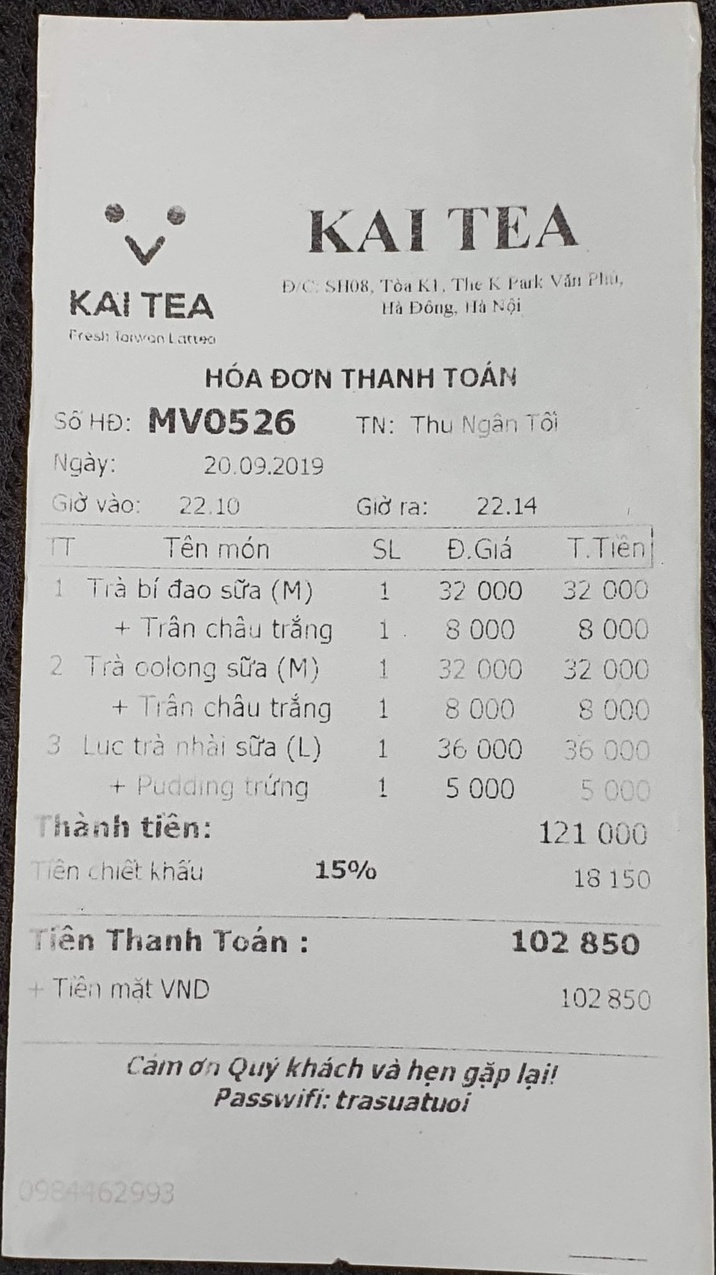 KAI TEA
Fresh Taiwan Lattea
KAI TEA
Đ/C: SH08, Tòa K1, The K Park Văn Phú,
Hà Đông, Hà Nội
HÓA ĐƠN THANH TOÁN
Số HĐ: MV0526 TN: Thu Ngân Tối
Ngày: 20.09.2019
Giờ vào: 22.10 Giờ ra: 22.14
TT Tên món SL Đ.Giá T.Tiền
1 Trà bí đao sữa (M) 1 32 000 32 000
+ Trân châu trắng 1 8 000 8 000
2 Trà oolong sữa (M) 1 32 000 32 000
+ Trân châu trắng 1 8 000 8 000
3 Lục trà nhài sữa (L) 1 36 000 36 000
+ Pudding trứng 1 5 000 5 000
Thành tiền: 121 000
Tiền chiết khấu 15% 18 150
Tiền Thanh Toán : 102 850
+ Tiền mặt VND 102 850
Cảm ơn Quý khách và hẹn gặp lại!
Passwifi: trasuatuoi
0984462993